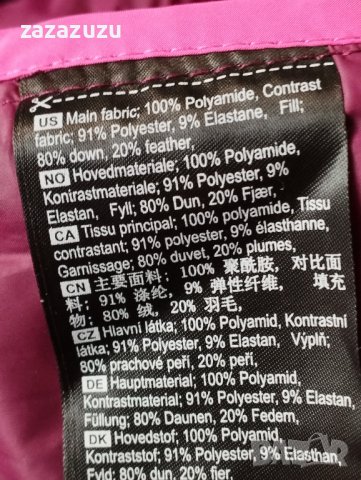 zazazuzu
US Main fabric; 100% Polyamide, Contrast
fabric; 91% Polyester, 9% Elastane, Fill;
80% down, 20% feather,
NO Hovedmateriale; 100% Polyamide,
Kontrastmateriale; 91% Polyester, 9%
Elastan, Fyll; 80% Dun, 20% Fjær,
CA Tissu principal; 100% polyamide, Tissu
contrastant; 91% polyester, 9% élasthanne,
Garnissage; 80% duvet, 20% plumes,
CN 主要面料: 100% 聚酰胺, 对比面
料: 91% 涤纶, 9% 弹性纤维, 填充
物: 80% 绒, 20% 羽毛,
CZ Hlavní látka; 100% Polyamid, Kontrastní
látka; 91% Polyester, 9% Elastan, Výplň;
80% prachové peří, 20% peří,
DE Hauptmaterial; 100% Polyamid,
Kontrastmaterial; 91% Polyester, 9% Elastan,
Füllung; 80% Daunen, 20% Federn,
DK Hovedstof; 100% Polyamid,
Kontraststof; 91% Polyester, 9% Elasthan,
Fyld; 80% dun, 20% fjer,